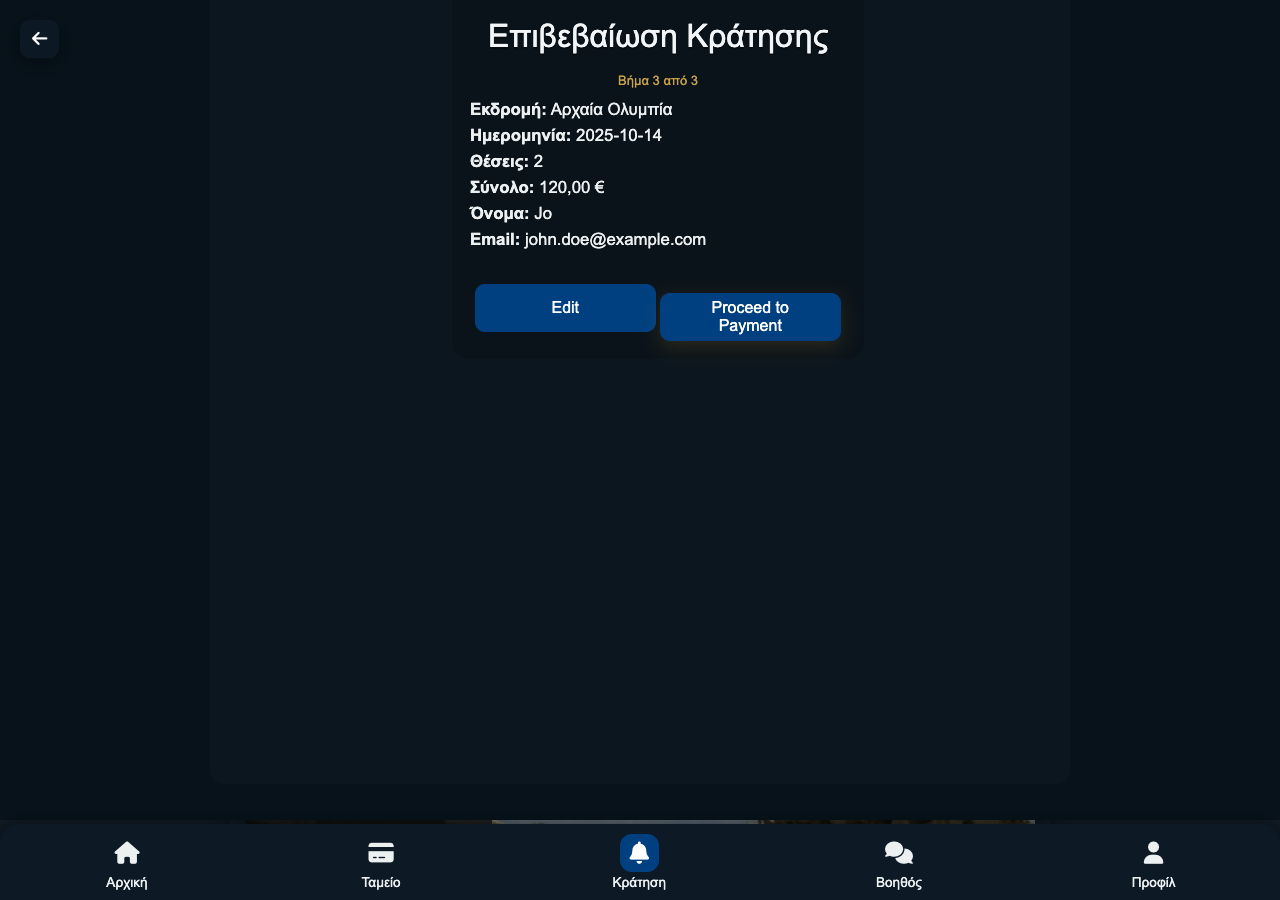 Επιβεβαίωση Κράτησης
Βήμα 3 από 3
Εκδρομή: Αρχαία Ολυμπία
Ημερομηνία: 2025-10-14
Θέσεις: 2
Σύνολο: 120,00 €
Όνομα: Jo
Email: john.doe@example.com
Edit
Proceed to
Payment
Αρχική
Ταμείο
Κράτηση
Βοηθός
Προφίλ